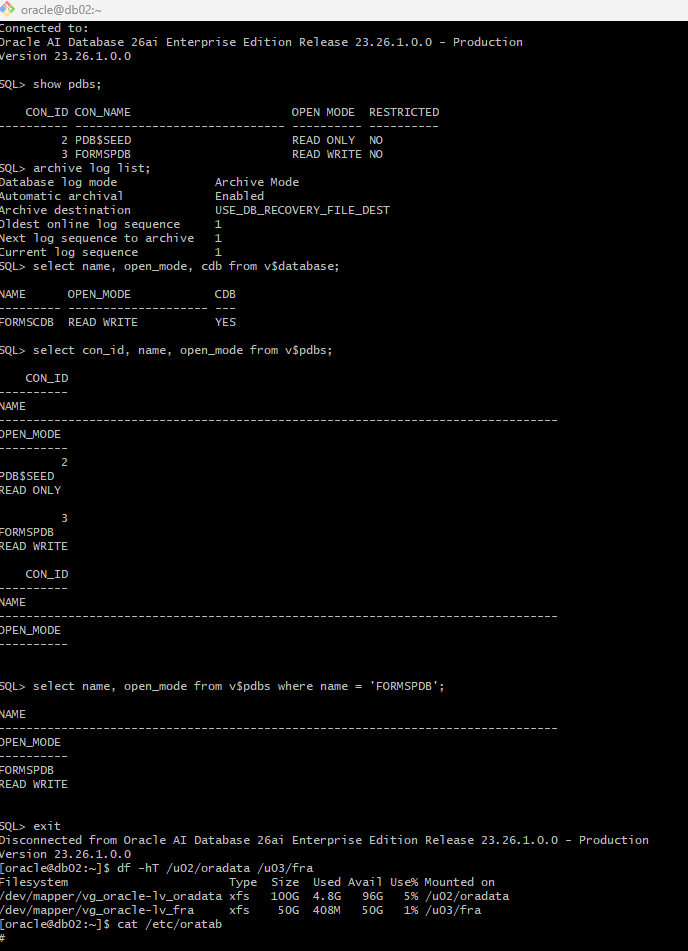 oracle@db02:~
Connected to:
Oracle AI Database 26ai Enterprise Edition Release 23.26.1.0.0 - Production
Version 23.26.1.0.0
SQL> show pdbs;
    CON_ID CON_NAME                       OPEN MODE  RESTRICTED
---------- ------------------------------ ---------- ----------
         2 PDB$SEED                       READ ONLY  NO
         3 FORMSPDB                       READ WRITE NO
SQL> archive log list;
Database log mode              Archive Mode
Automatic archival             Enabled
Archive destination            USE_DB_RECOVERY_FILE_DEST
Oldest online log sequence     1
Next log sequence to archive   1
Current log sequence           1
SQL> select name, open_mode, cdb from v$database;
NAME      OPEN_MODE            CDB
--------- -------------------- ---
FORMSCDB  READ WRITE           YES
SQL> select con_id, name, open_mode from v$pdbs;
    CON_ID
----------
NAME
--------------------------------------------------------------------------------
OPEN_MODE
----------
         2
PDB$SEED
READ ONLY
         3
FORMSPDB
READ WRITE
    CON_ID
----------
NAME
--------------------------------------------------------------------------------
OPEN_MODE
----------
SQL> select name, open_mode from v$pdbs where name = 'FORMSPDB';
NAME
--------------------------------------------------------------------------------
OPEN_MODE
----------
FORMSPDB
READ WRITE
SQL> exit
Disconnected from Oracle AI Database 26ai Enterprise Edition Release 23.26.1.0.0 - Production
Version 23.26.1.0.0
[oracle@db02:~]$ df -hT /u02/oradata /u03/fra
Filesystem                       Type  Size  Used Avail Use% Mounted on
/dev/mapper/vg_oracle-lv_oradata xfs   100G  4.8G   96G   5% /u02/oradata
/dev/mapper/vg_oracle-lv_fra     xfs    50G  408M   50G   1% /u03/fra
[oracle@db02:~]$ cat /etc/oratab
#